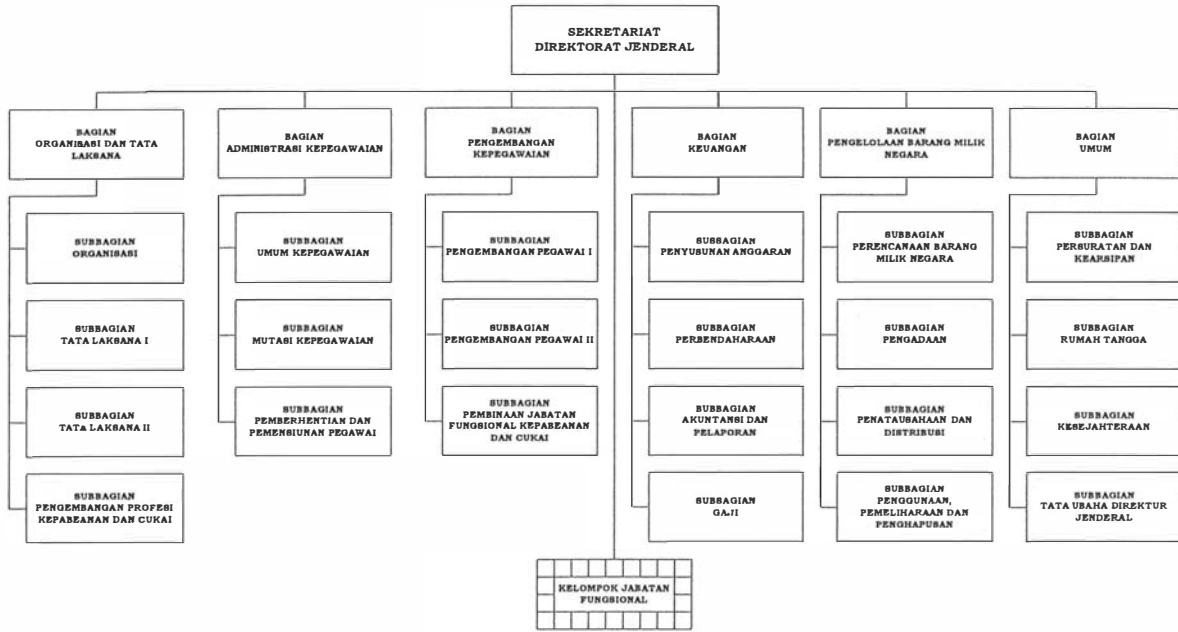 SEKRETARIAT
DIREKTORAT JENDERAL
BAGIAN
ORGANISASI DAN TATA
LAKSANA
BAGIAN
ADMINISTRASI KEPEGAWAIAN
BAGIAN
PENGEMBANGAN
KEPEGAWAIAN
BAGIAN
KEUANGAN
BAGIAN
PENGELOLAAN BARANG MILIK
NEGARA
BAGIAN
UMUM
SUBBAGIAN
ORGANISASI
SUBBAGIAN
UMUM KEPEGAWAIAN
SUBBAGIAN
PENGEMBANGAN PEGAWAI I
SUSBAGIAN
PENYUSUNAN ANGGARAN
SUBBAGIAN
PERENCANAAN BARANG
MILIK NEGARA
SUBBAGIAN
PERSURATAN DAN
KEARSIPAN
SUBBAGIAN
TATA LAKSANA I
SUBBAGIAN
MUTASI KEPEGAWAIAN
SUBBAGIAN
PENGEMBANGAN PEGAWAI II
SUBBAGIAN
PERBENDAHARAAN
SUBBAGIAN
PENGADAAN
SUBBAGIAN
RUMAH TANGGA
SUBBAGIAN
TATA LAKSANA II
SUBBAGIAN
PEMBERHENTIAN DAN
PEMENSIUNAN PEGAWAI
SUBBAGIAN
PEMBINAAN JABATAN
FUNGSIONAL KEPABEANAN
DAN CUKAI
BUBBAGIAN
AKUNTANSI DAN
PELAPORAN
SUBBAGIAN
PENATAUSAHAAN DAN
DISTRIBUSI
SUBBAGIAN
KESEJAHTERAAN
SUBBAGIAN
PENGEMBANGAN PROFESI
KEPABEANAN DAN CUKAI
SUBSAGIAN
GAJI
SUBBAGIAN
PENGGUNAAN,
PEMELIHARAAN DAN
PENGHAPUSAN
SUBBAGIAN
TATA UBAHA DIREKTUR
JENDERAL
KELOMPOK JABATAN
FUNGSIONAL